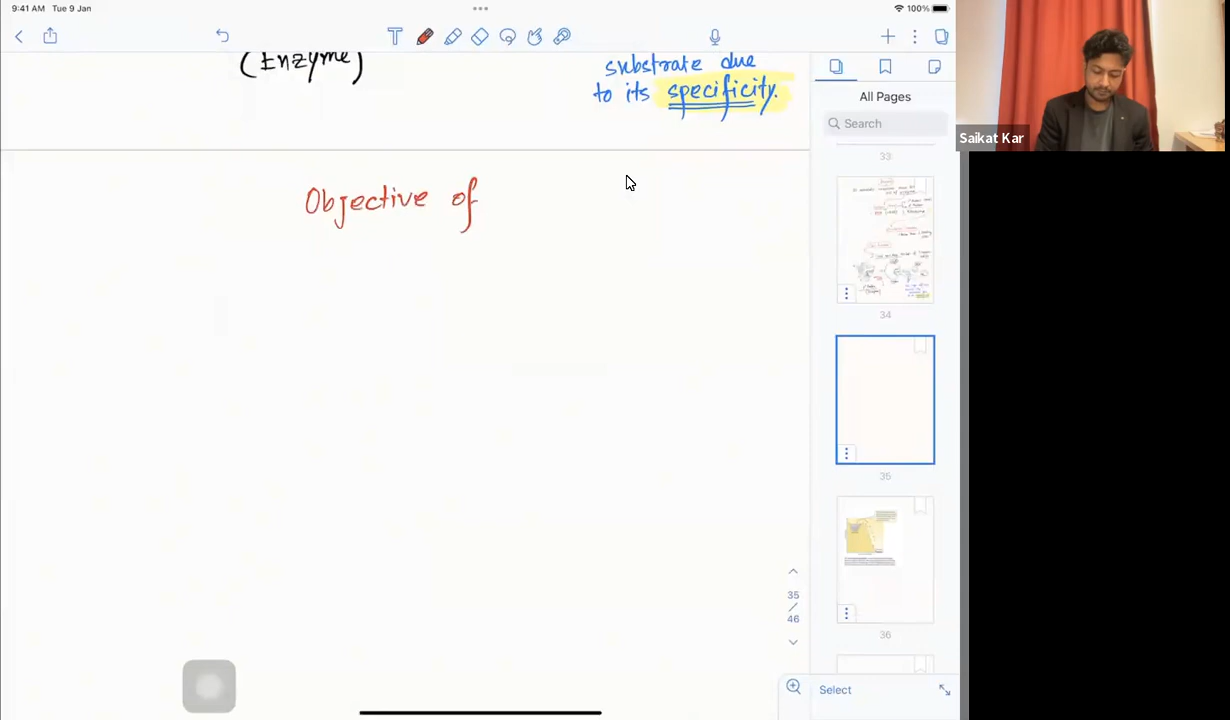 9:41 AM Tue 9 Jan
100%
(Enzyme)
substrate due
to its specificity.
Objective of
All Pages
Search
33
34
35
36
35
/
46
Select
Saikat Kar